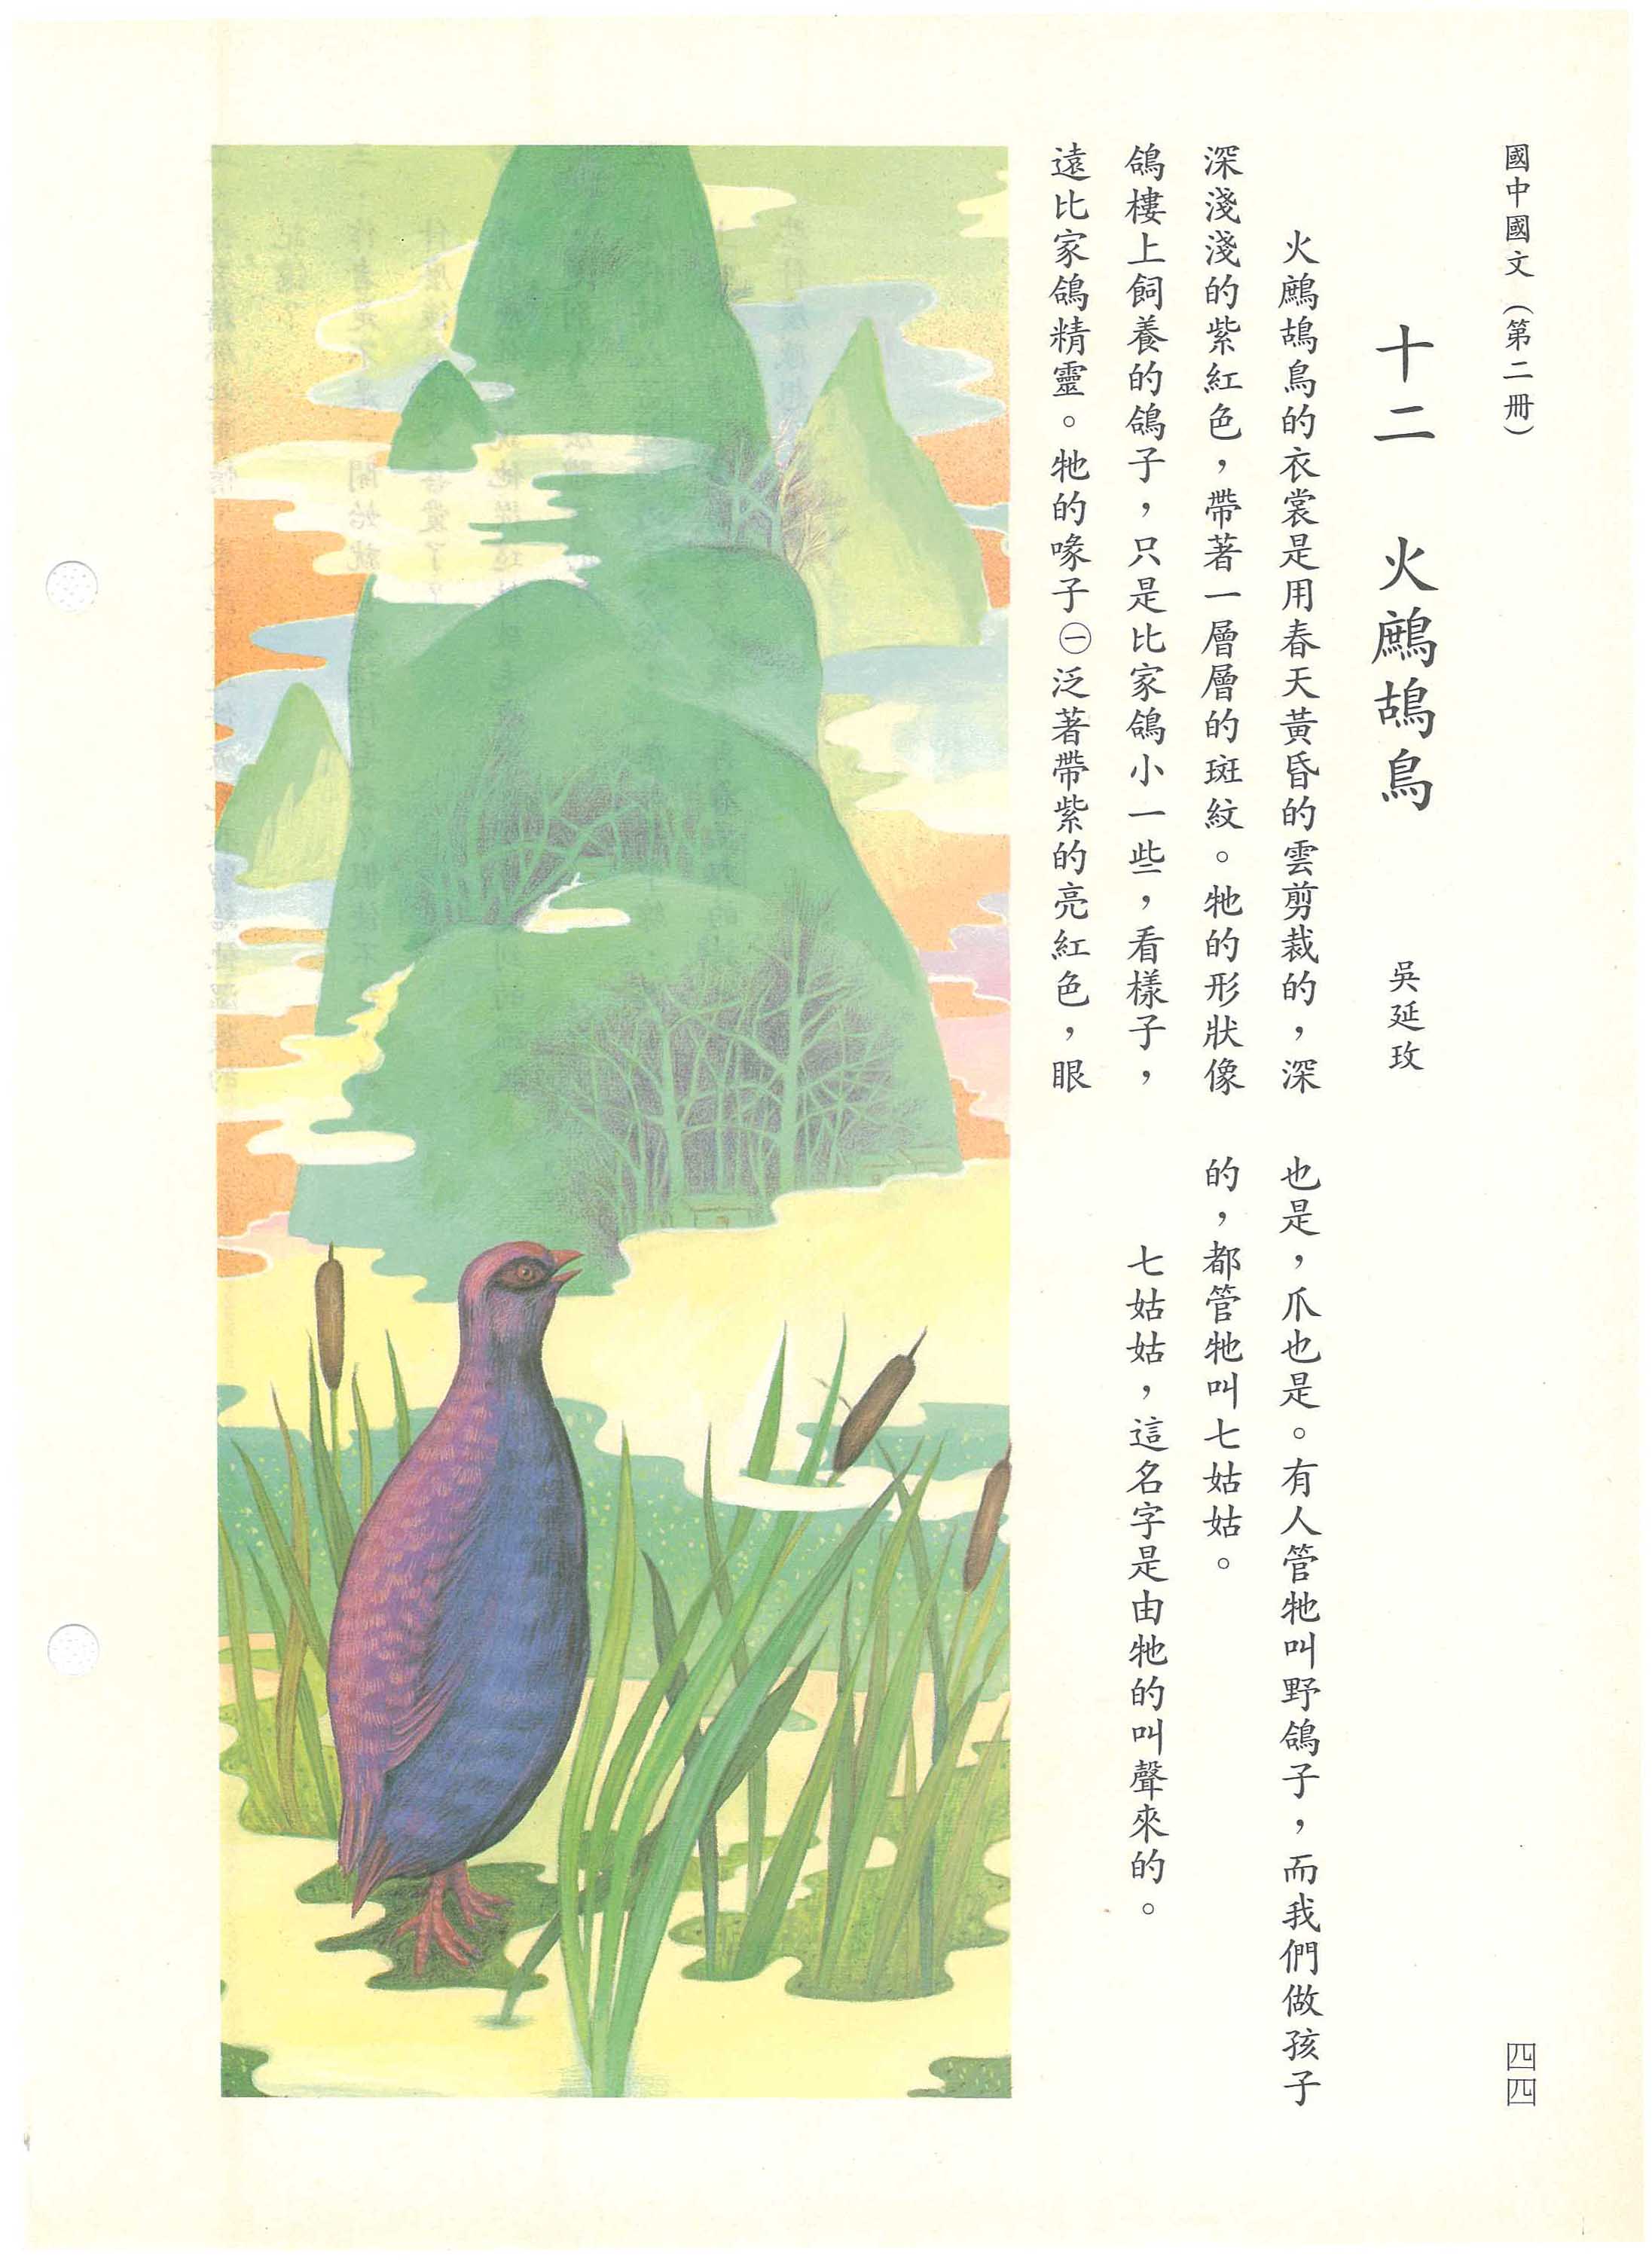 國中國文(第二冊)
十二 火鷓鴣鳥 吳延玫
火鷓鴣鳥的衣裳是用春天黃昏的雲剪裁的，深
深淺淺的紫紅色，帶著一層層的斑紋。牠的形狀像
鴿樓上飼養的鴿子，只是比家鴿小一些，看樣子，
遠比家鴿精靈。牠的喙子㊀泛著帶紫的亮紅色，眼
也是，爪也是。有人管牠叫野鴿子，而我們做孩子
的，都管牠叫七姑姑。
七姑姑，這名字是由牠的叫聲來的。
四四